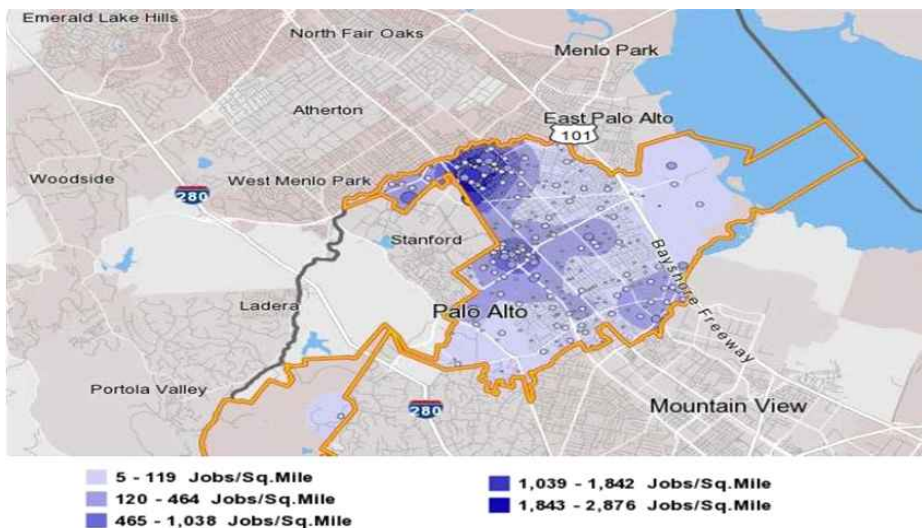 Emerald Lake Hills
North Fair Oaks
Menlo Park
Atherton
East Palo Alto
101
Woodside
West Menlo Park
280
Stanford
Bayshore Freeway
Ladera
Palo Alto
Portola Valley
280
Mountain View
5 - 119 Jobs/Sq.Mile
120 - 464 Jobs/Sq.Mile
465 - 1,038 Jobs/Sq.Mile
1,039 - 1,842 Jobs/Sq.Mile
1,843 - 2,876 Jobs/Sq.Mile